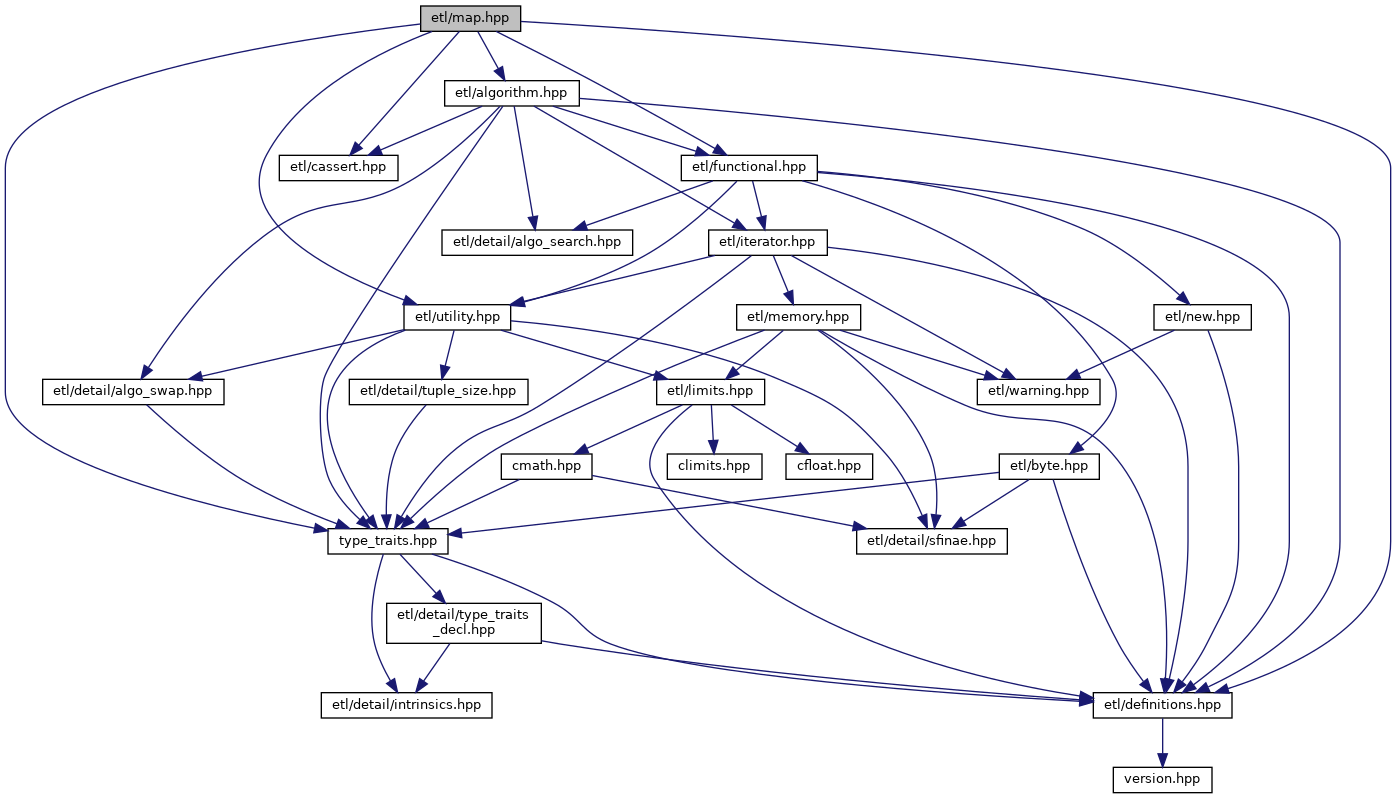 etl/map.hpp
etl/algorithm.hpp
etl/cassert.hpp
etl/functional.hpp
etl/detail/algo_search.hpp
etl/iterator.hpp
etl/utility.hpp
etl/memory.hpp
etl/new.hpp
etl/detail/algo_swap.hpp
etl/detail/tuple_size.hpp
etl/limits.hpp
etl/warning.hpp
cmath.hpp
climits.hpp
cfloat.hpp
etl/byte.hpp
type_traits.hpp
etl/detail/sfinae.hpp
etl/detail/type_traits
_decl.hpp
etl/detail/intrinsics.hpp
etl/definitions.hpp
version.hpp